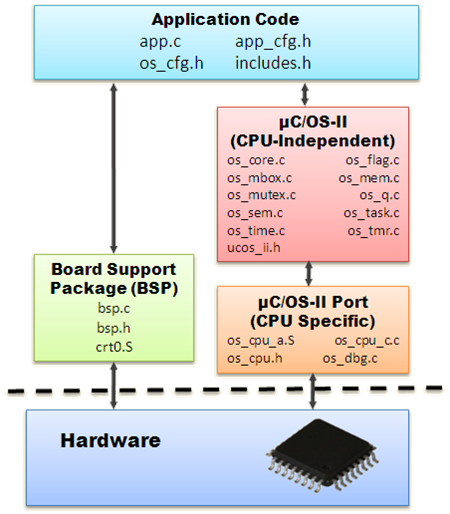 Application Code
app.c app_cfg.h
os_cfg.h includes.h
µC/OS-II
(CPU-Independent)
os_core.c os_flag.c
os_mbox.c os_mem.c
os_mutex.c os_q.c
os_sem.c os_task.c
os_time.c os_tmr.c
ucos_ii.h
Board Support
Package (BSP)
bsp.c
bsp.h
crt0.S
µC/OS-II Port
(CPU Specific)
os_cpu_a.S os_cpu_c.c
os_cpu.h os_dbg.c
Hardware